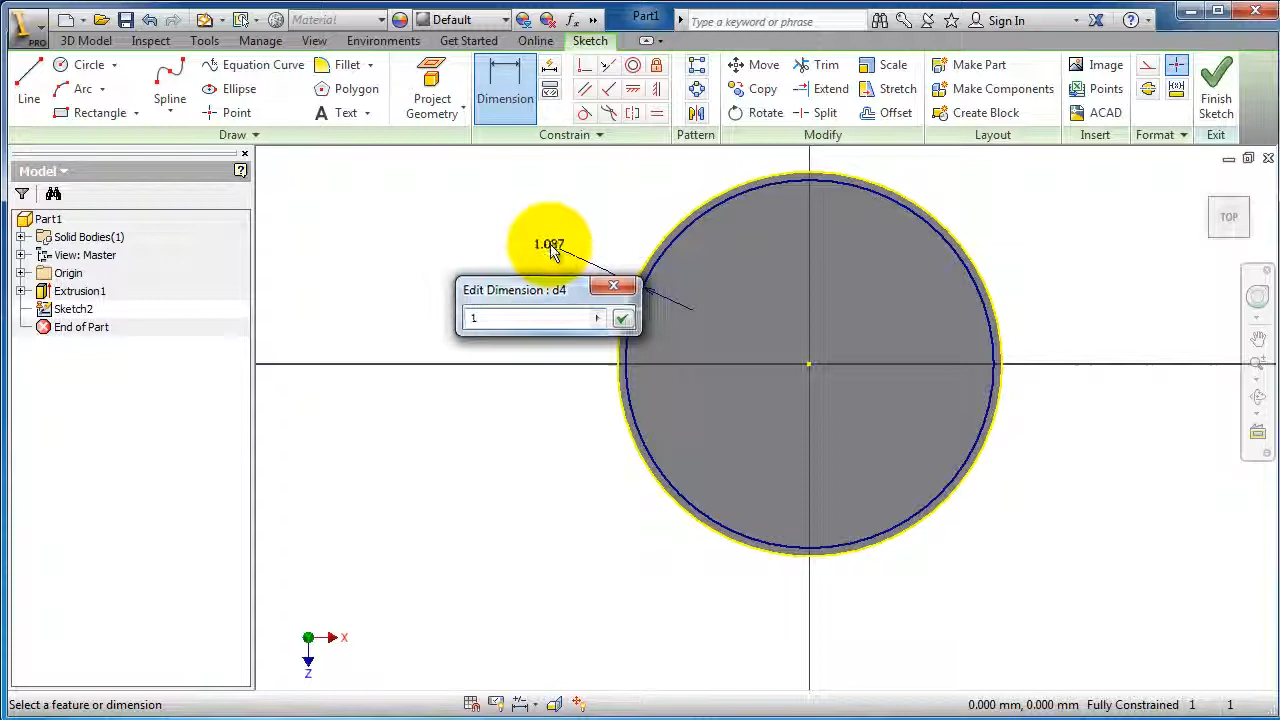 PRO
Material
Default
fx
Part1
Type a keyword or phrase
Sign In
3D Model
Inspect
Tools
Manage
View
Environments
Get Started
Online
Sketch
Line
Circle
Arc
Rectangle
Spline
Equation Curve
Ellipse
Point
Fillet
Polygon
Text
Project
Geometry
Dimension
Move
Copy
Rotate
Trim
Extend
Split
Scale
Stretch
Offset
Make Part
Make Components
Create Block
Image
Points
ACAD
Finish
Sketch
Draw
Constrain
Pattern
Modify
Layout
Insert
Format
Exit
Model
Part1
Solid Bodies(1)
View: Master
Origin
Extrusion1
Sketch2
End of Part
TOP
1.097
Edit Dimension : d4
1
X
Z
Select a feature or dimension
0.000 mm, 0.000 mm
Fully Constrained
1
1